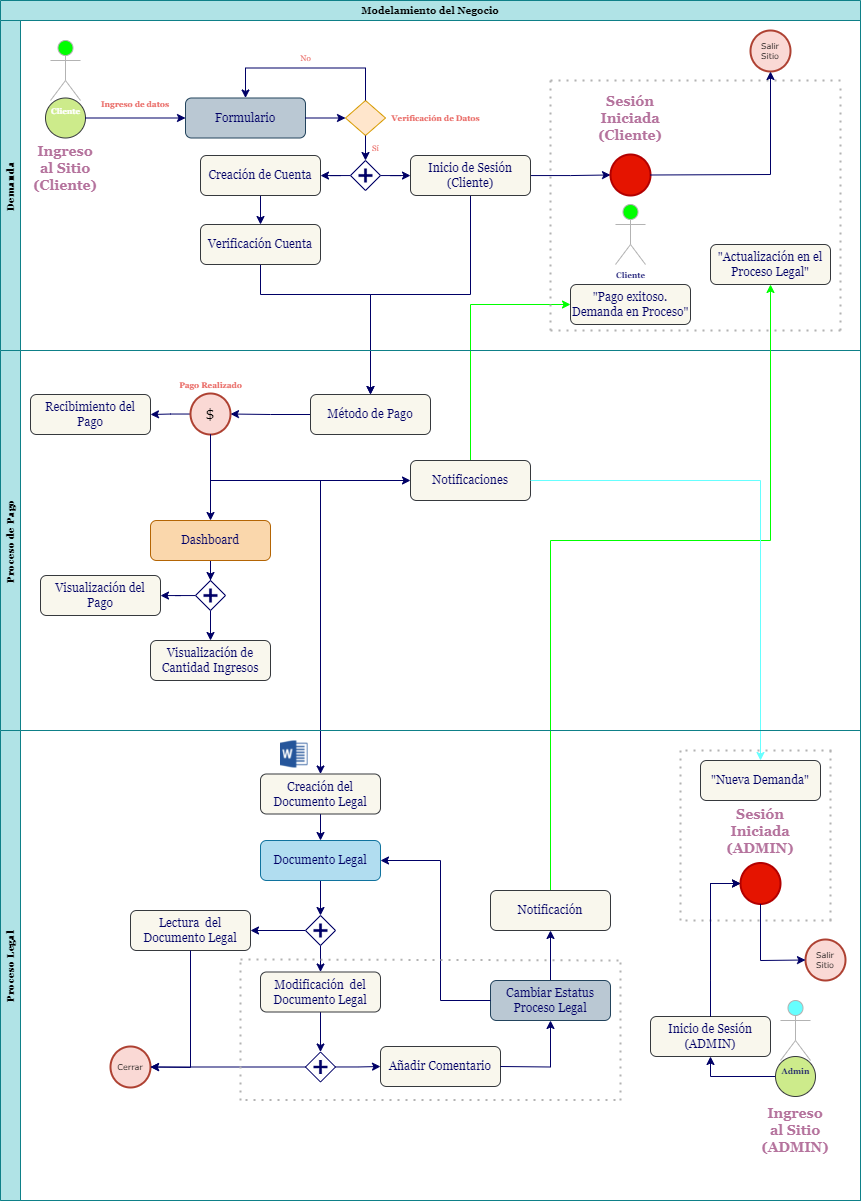 Modelamiento del Negocio
Demanda
Cliente
Ingreso
al Sitio
(Cliente)
Ingreso de datos
Formulario
No
Verificación de Datos
Sí
Creación de Cuenta
Inicio de Sesión
(Cliente)
Verificación Cuenta
Salir
Sitio
Sesión
Iniciada
(Cliente)
Cliente
"Actualización en el
Proceso Legal"
"Pago exitoso.
Demanda en Proceso"
Proceso de Pago
Pago Realizado
Recibimiento del
Pago
$
Método de Pago
Notificaciones
Dashboard
Visualización del
Pago
Visualización de
Cantidad Ingresos
Proceso Legal
W
Creación del
Documento Legal
Documento Legal
Lectura del
Documento Legal
Modificación del
Documento Legal
Cerrar
Añadir Comentario
Cambiar Estatus
Proceso Legal
Notificación
"Nueva Demanda"
Sesión
Iniciada
(ADMIN)
Salir
Sitio
Inicio de Sesión
(ADMIN)
Admin
Ingreso
al Sitio
(ADMIN)